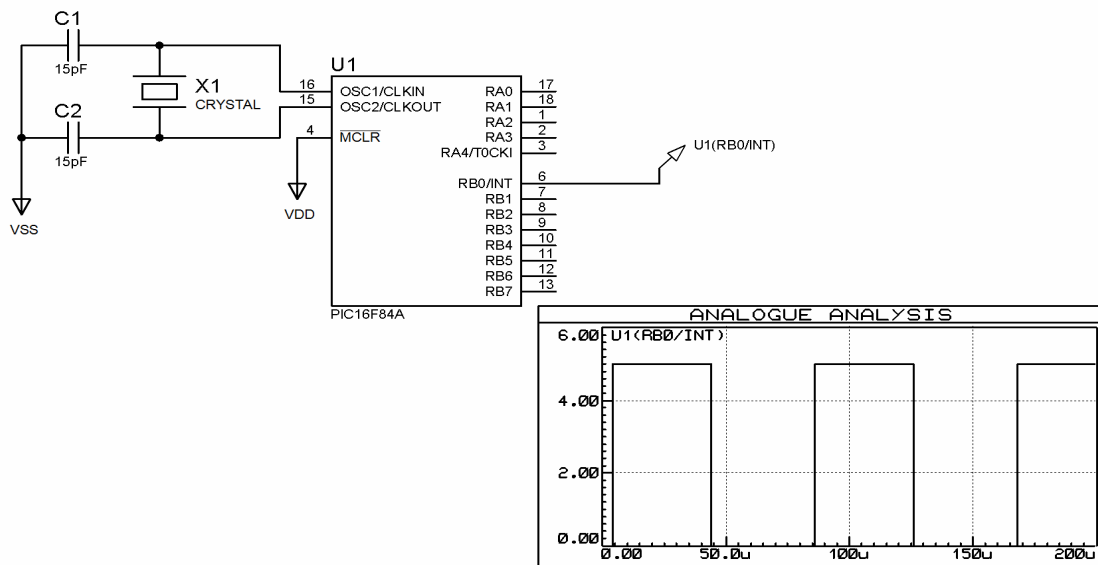 C1
15pF
X1
CRYSTAL
C2
15pF
VSS
U1
16
OSC1/CLKIN
15
OSC2/CLKOUT
4
MCLR
VDD
RA0
17
RA1
18
RA2
1
RA3
2
RA4/T0CKI
3
RB0/INT
6
RB1
7
RB2
8
RB3
9
RB4
10
RB5
11
RB6
12
RB7
13
PIC16F84A
U1(RB0/INT)
ANALOGUE ANALYSIS
U1(RB0/INT)
6.00
4.00
2.00
0.00
0.00
50.0u
100u
150u
200u